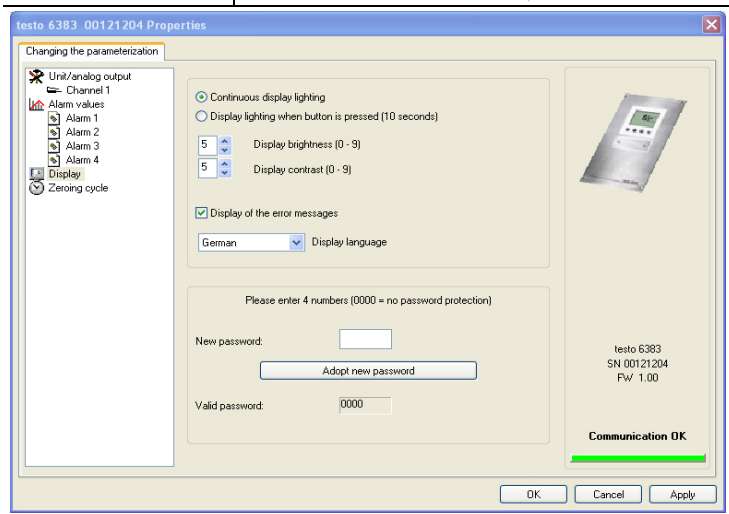 testo 6383 00121204 Properties
Changing the parameterization
Unit/analog output
Channel 1
Alarm values
Alarm 1
Alarm 2
Alarm 3
Alarm 4
Display
Zeroing cycle
Continuous display lighting
Display lighting when button is pressed (10 seconds)
5 Display brightness (0 - 9)
5 Display contrast (0 - 9)
Display of the error messages
German Display language
Please enter 4 numbers (0000 = no password protection)
New password:
Adopt new password
Valid password: 0000
testo 6383
SN 00121204
FW 1.00
Communication OK
OK Cancel Apply